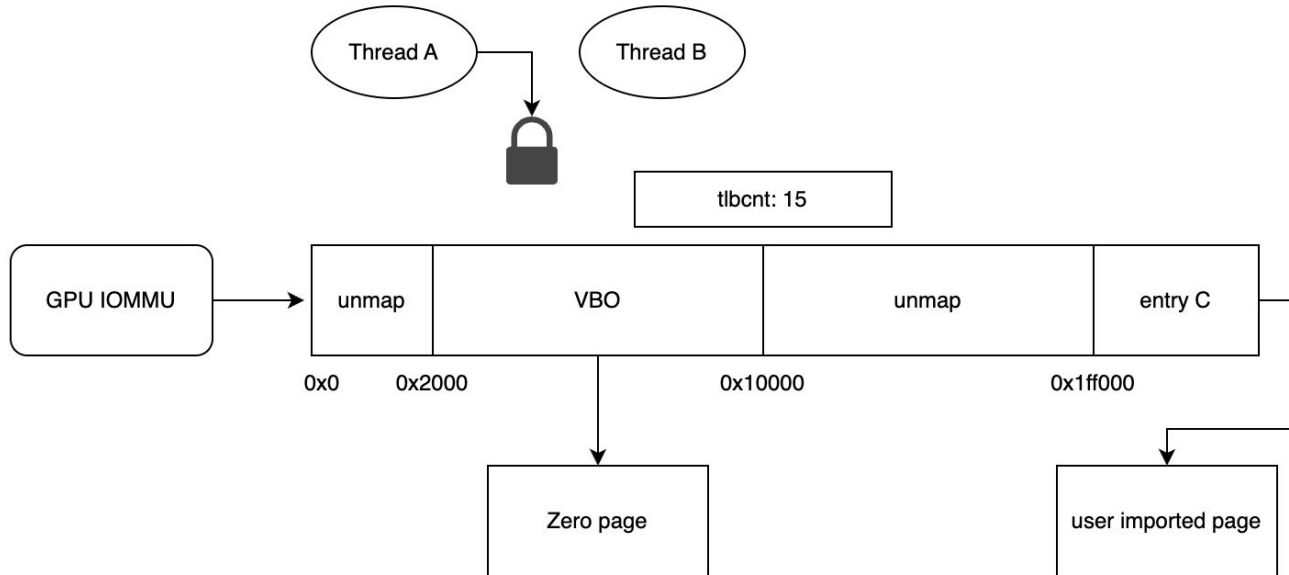 Thread A
Thread B
tlbcnt: 15
GPU IOMMU
unmap
VBO
unmap
entry C
0x0
0x2000
0x10000
0x1ff000
Zero page
user imported page